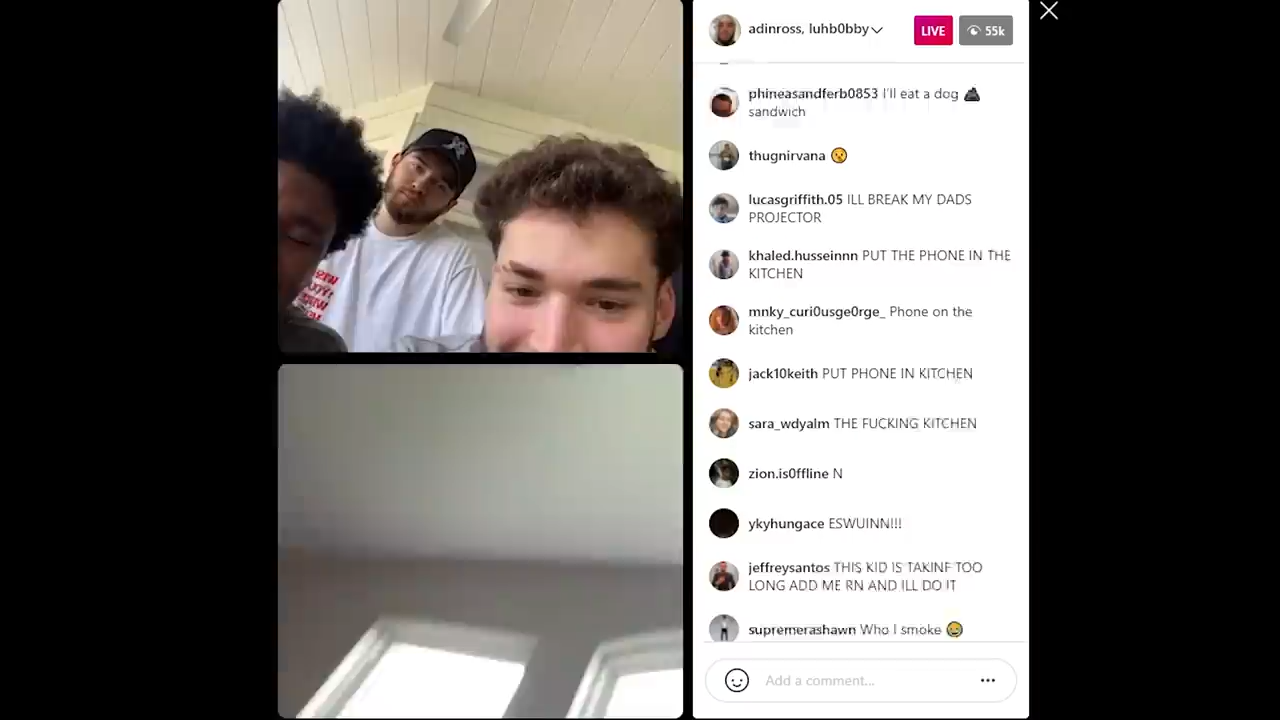 adinross, luhb0bby
LIVE
55k
phineasandferb0853 I'll eat a dog 💩
sandwich
thugnirvana 😯
lucasgriffith.05 ILL BREAK MY DADS
PROJECTOR
khaled.husseinnn PUT THE PHONE IN THE
KITCHEN
mnky_curi0usge0rge_ Phone on the
kitchen
jack10keith PUT PHONE IN KITCHEN
sara_wdyalm THE FUCKING KITCHEN
zion.is0ffline N
ykyhungace ESWUINN!!!
jeffreysantos THIS KID IS TAKINF TOO
LONG ADD ME RN AND ILL DO IT
supremerashawn Who I smoke 😂
Add a comment...